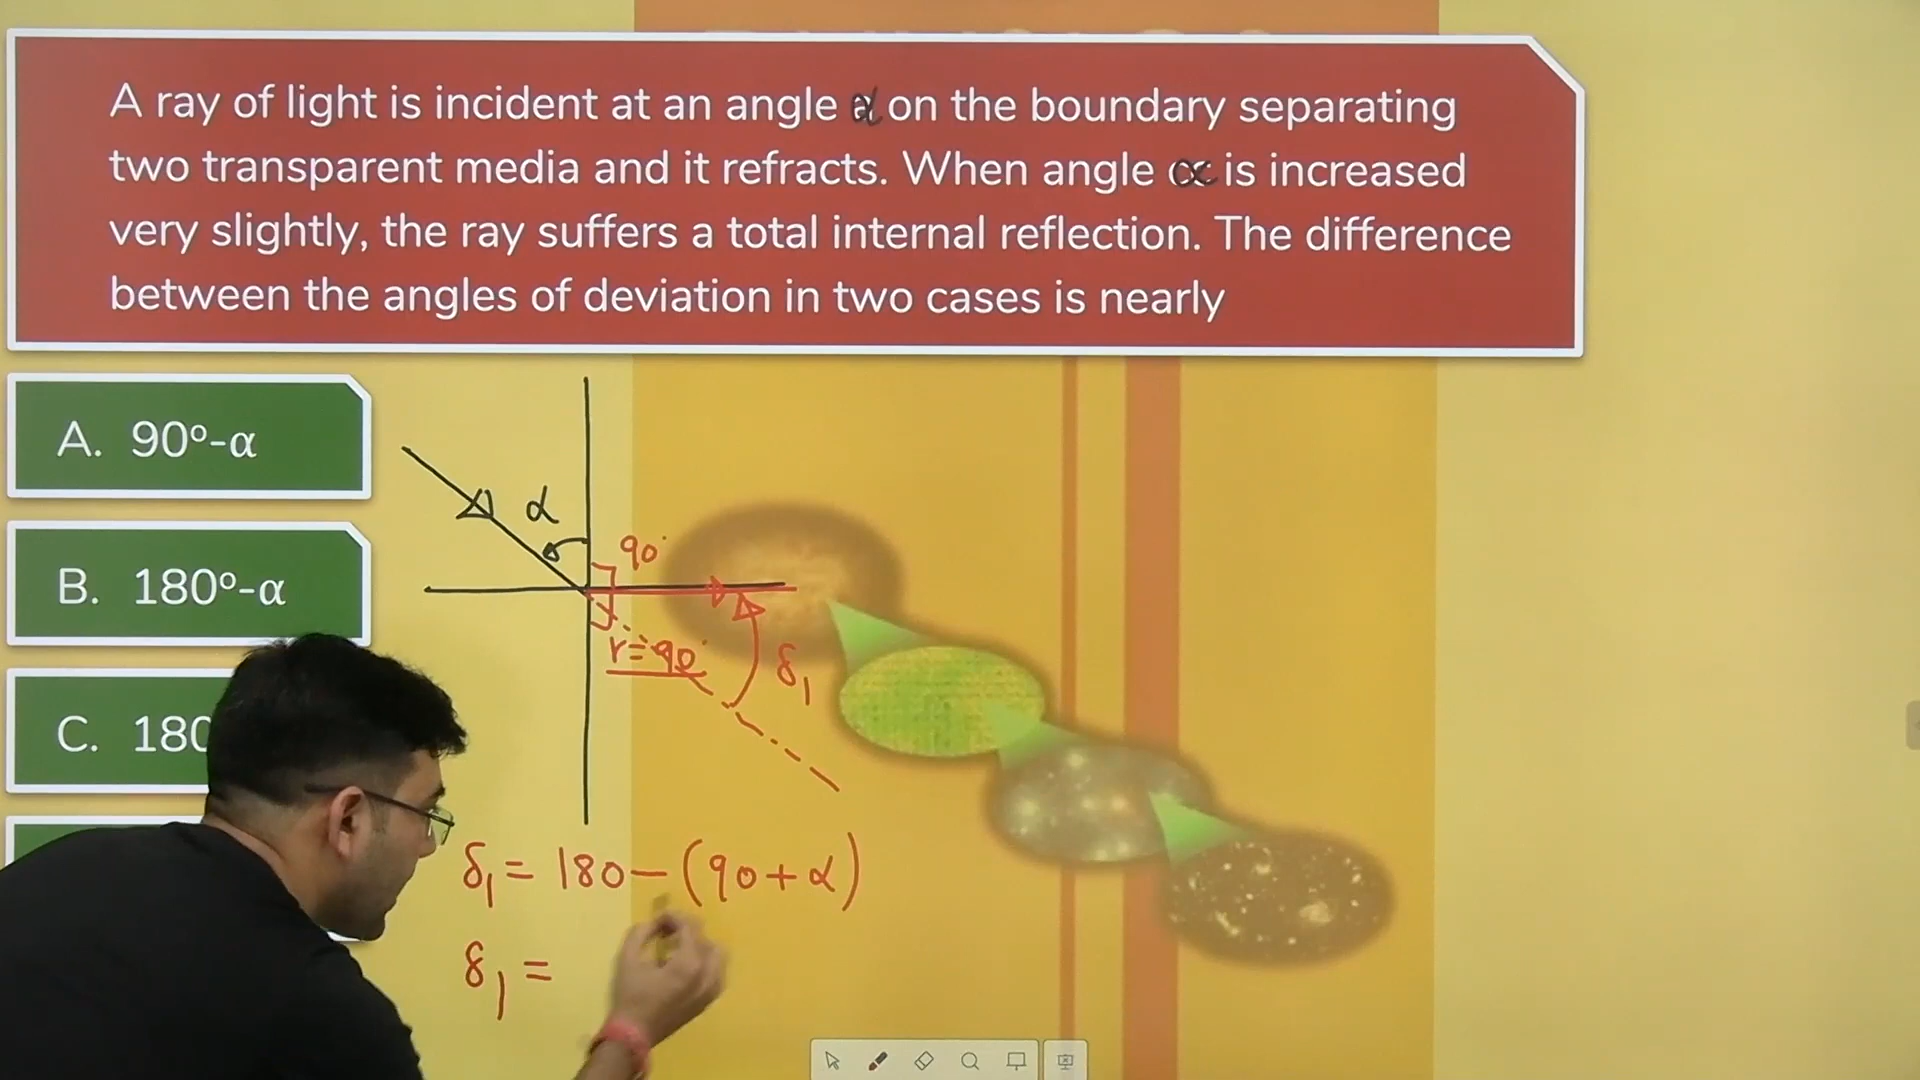 A ray of light is incident at an angle α on the boundary separating
two transparent media and it refracts. When angle α is increased
very slightly, the ray suffers a total internal reflection. The difference
between the angles of deviation in two cases is nearly
A. 90º-α
B. 180º-α
C. 180
α
90°
r=90°
δ₁
δ₁ = 180 – (90 + α)
δ₁ =